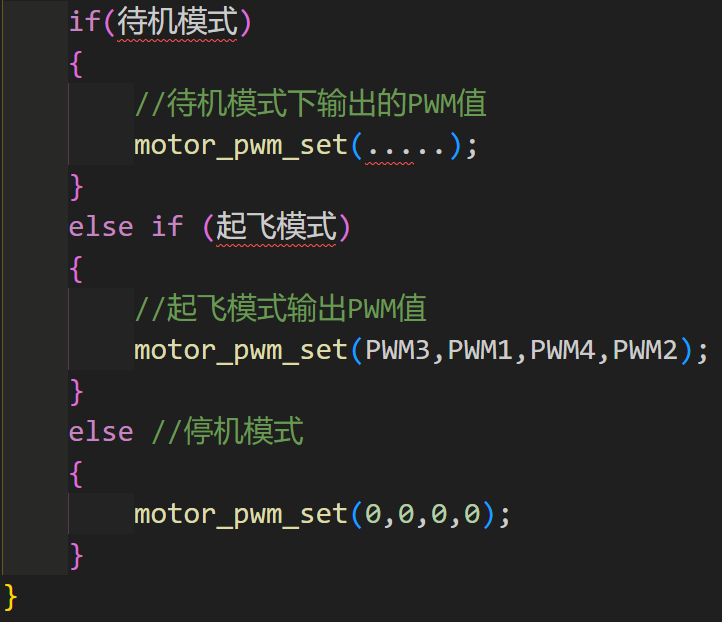 if(待机模式)
{
//待机模式下输出的PWM值
motor_pwm_set(.....);
}
else if (起飞模式)
{
//起飞模式输出PWM值
motor_pwm_set(PWM3,PWM1,PWM4,PWM2);
}
else //停机模式
{
motor_pwm_set(0,0,0,0);
}
}